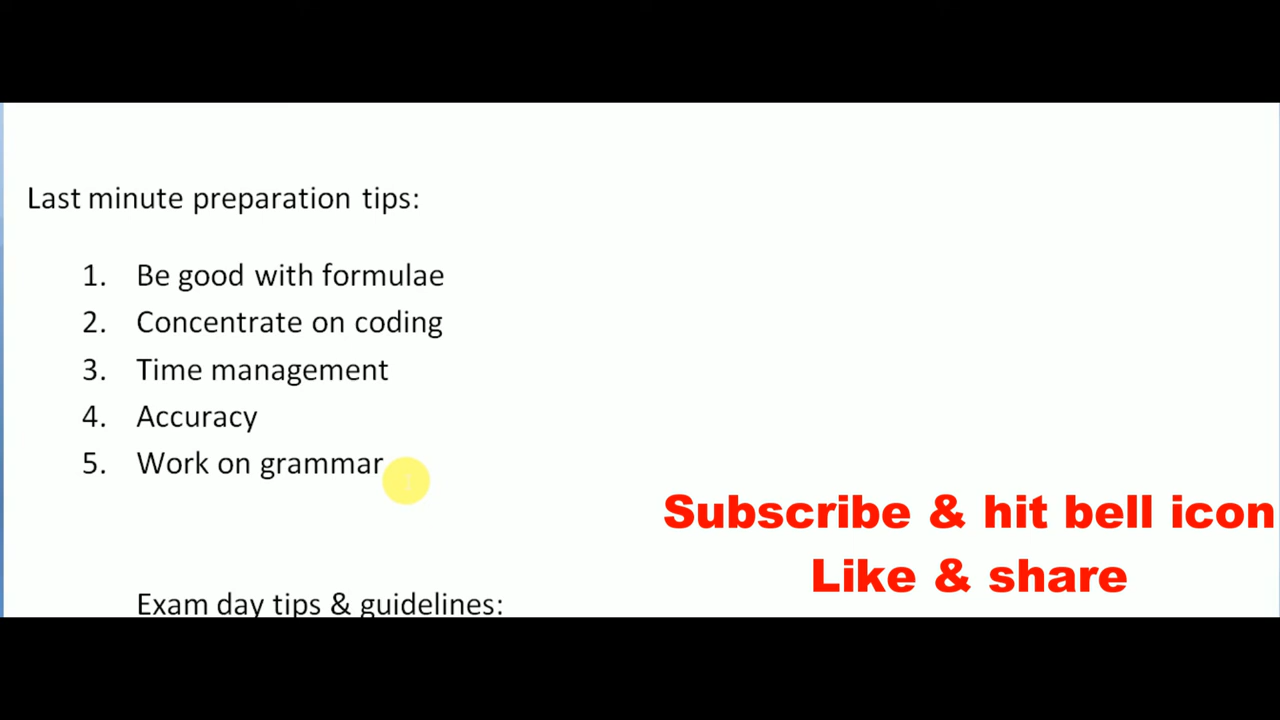 Last minute preparation tips:
1. Be good with formulae
2. Concentrate on coding
3. Time management
4. Accuracy
5. Work on grammar
Subscribe & hit bell icon
Like & share
Exam day tips & guidelines: